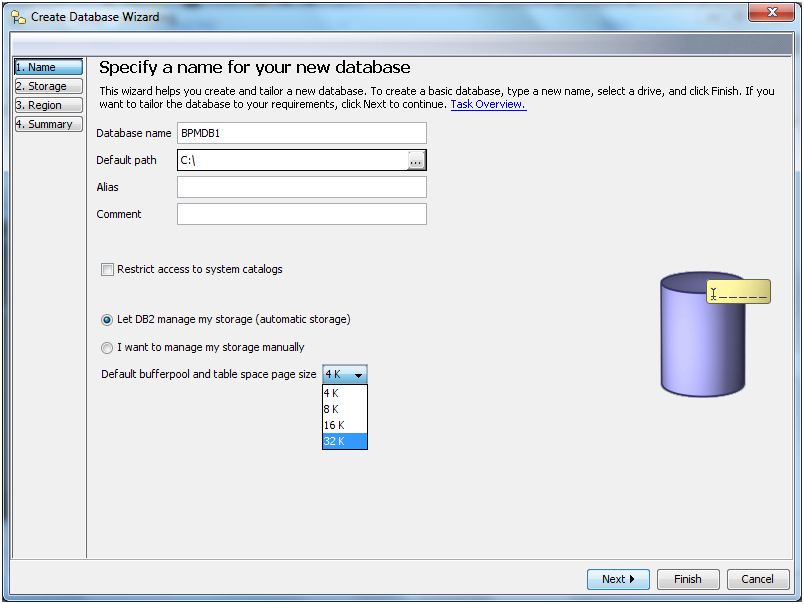 Create Database Wizard
1. Name
2. Storage
3. Region
4. Summary
Specify a name for your new database
This wizard helps you create and tailor a new database. To create a basic database, type a new name, select a drive, and click Finish. If you
want to tailor the database to your requirements, click Next to continue. Task Overview.
Database name BPMDB1
Default path C:\ ...
Alias
Comment
Restrict access to system catalogs
Let DB2 manage my storage (automatic storage)
I want to manage my storage manually
Default bufferpool and table space page size 4 K
4 K
8 K
16 K
32 K
Next Finish Cancel